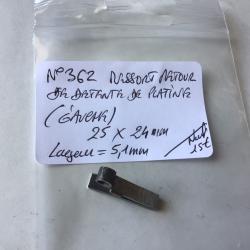 N° 362 RESSORT RETOUR
DE DETENTE DE PLATINE
(GAUCHE)
25 X 24 mm
Largeur = 5,1 mm
15€